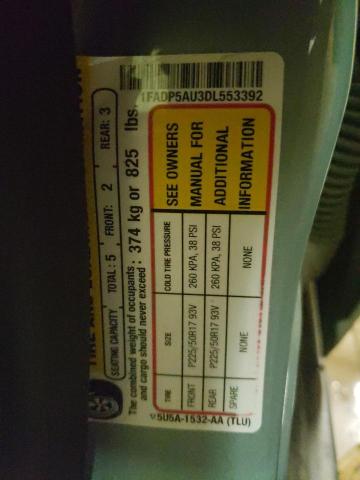 TIRE AND
SEATING CAPACITY TOTAL: 5 FRONT: 2 REAR: 3
The combined weight of occupants
and cargo should never exceed: 374 kg or 825 lbs.
TIRE SIZE COLD TIRE PRESSURE
FRONT P225/50R17 93V 260 KPA, 38 PSI
REAR P225/50R17 93V 260 KPA, 38 PSI
SPARE NONE NONE
SEE OWNERS
MANUAL FOR
ADDITIONAL
INFORMATION
1FADP5AU3DL553392
5U5A-1532-AA (TLU)